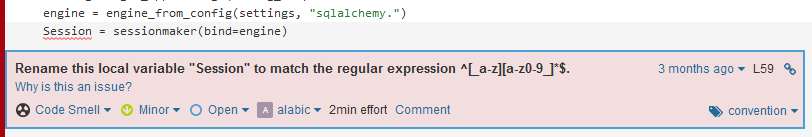 engine = engine_from_config(settings, "sqlalchemy.")
Session = sessionmaker(bind=engine)
Rename this local variable "Session" to match the regular expression ^[_a-z][a-z0-9_]*$. 3 months ago L59
Why is this an issue?
Code Smell Minor Open A alabic 2min effort Comment convention